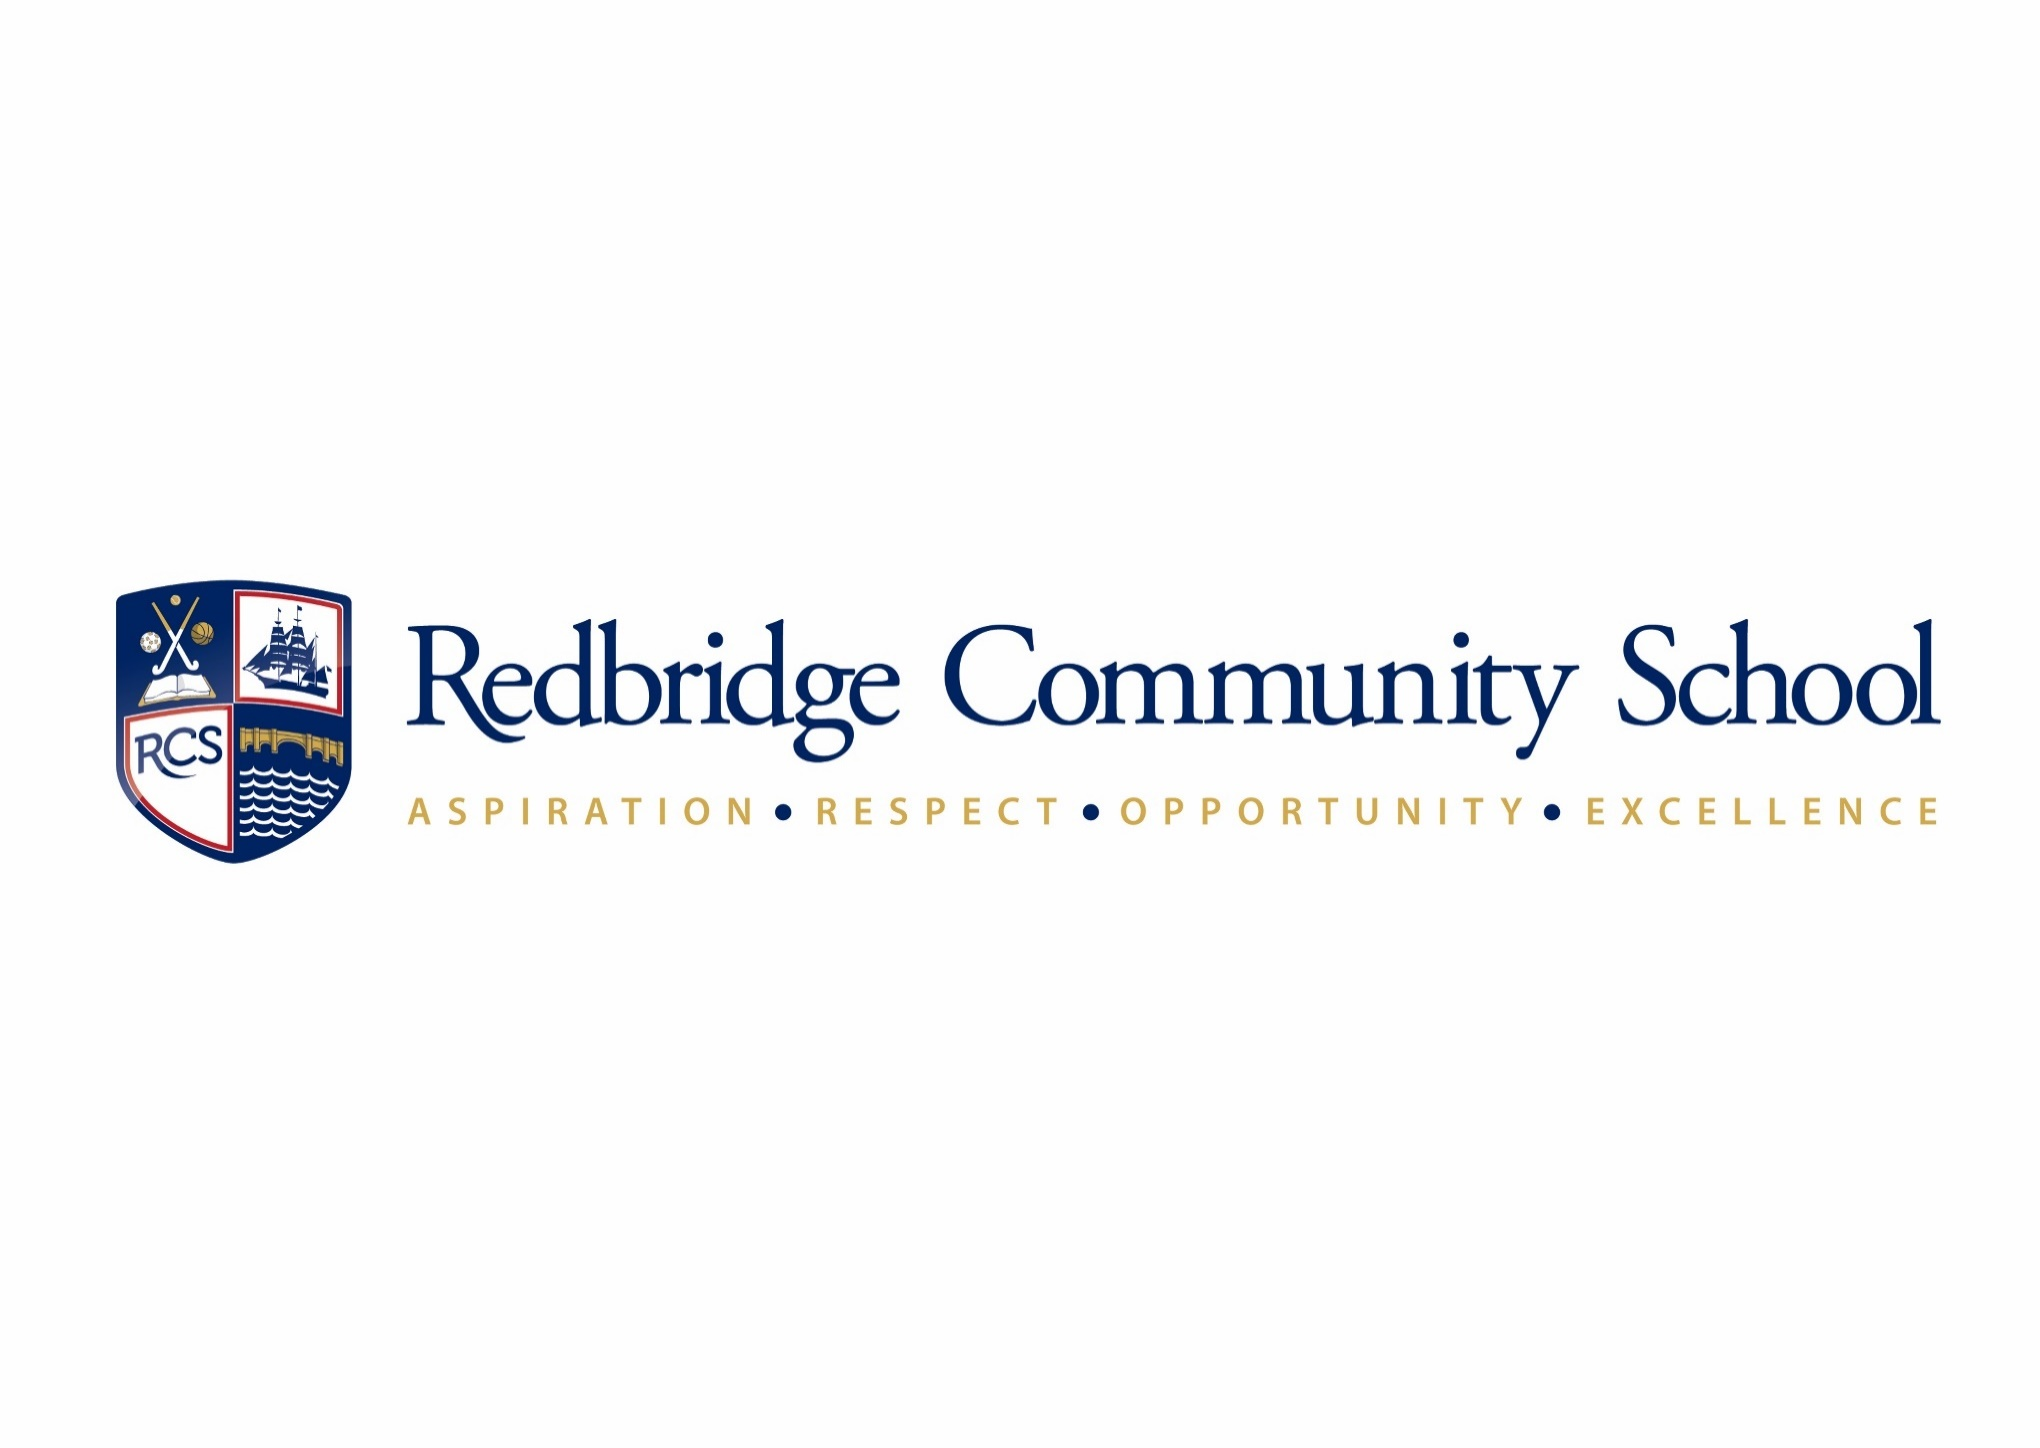 RCS
Redbridge Community School
ASPIRATION • RESPECT • OPPORTUNITY • EXCELLENCE